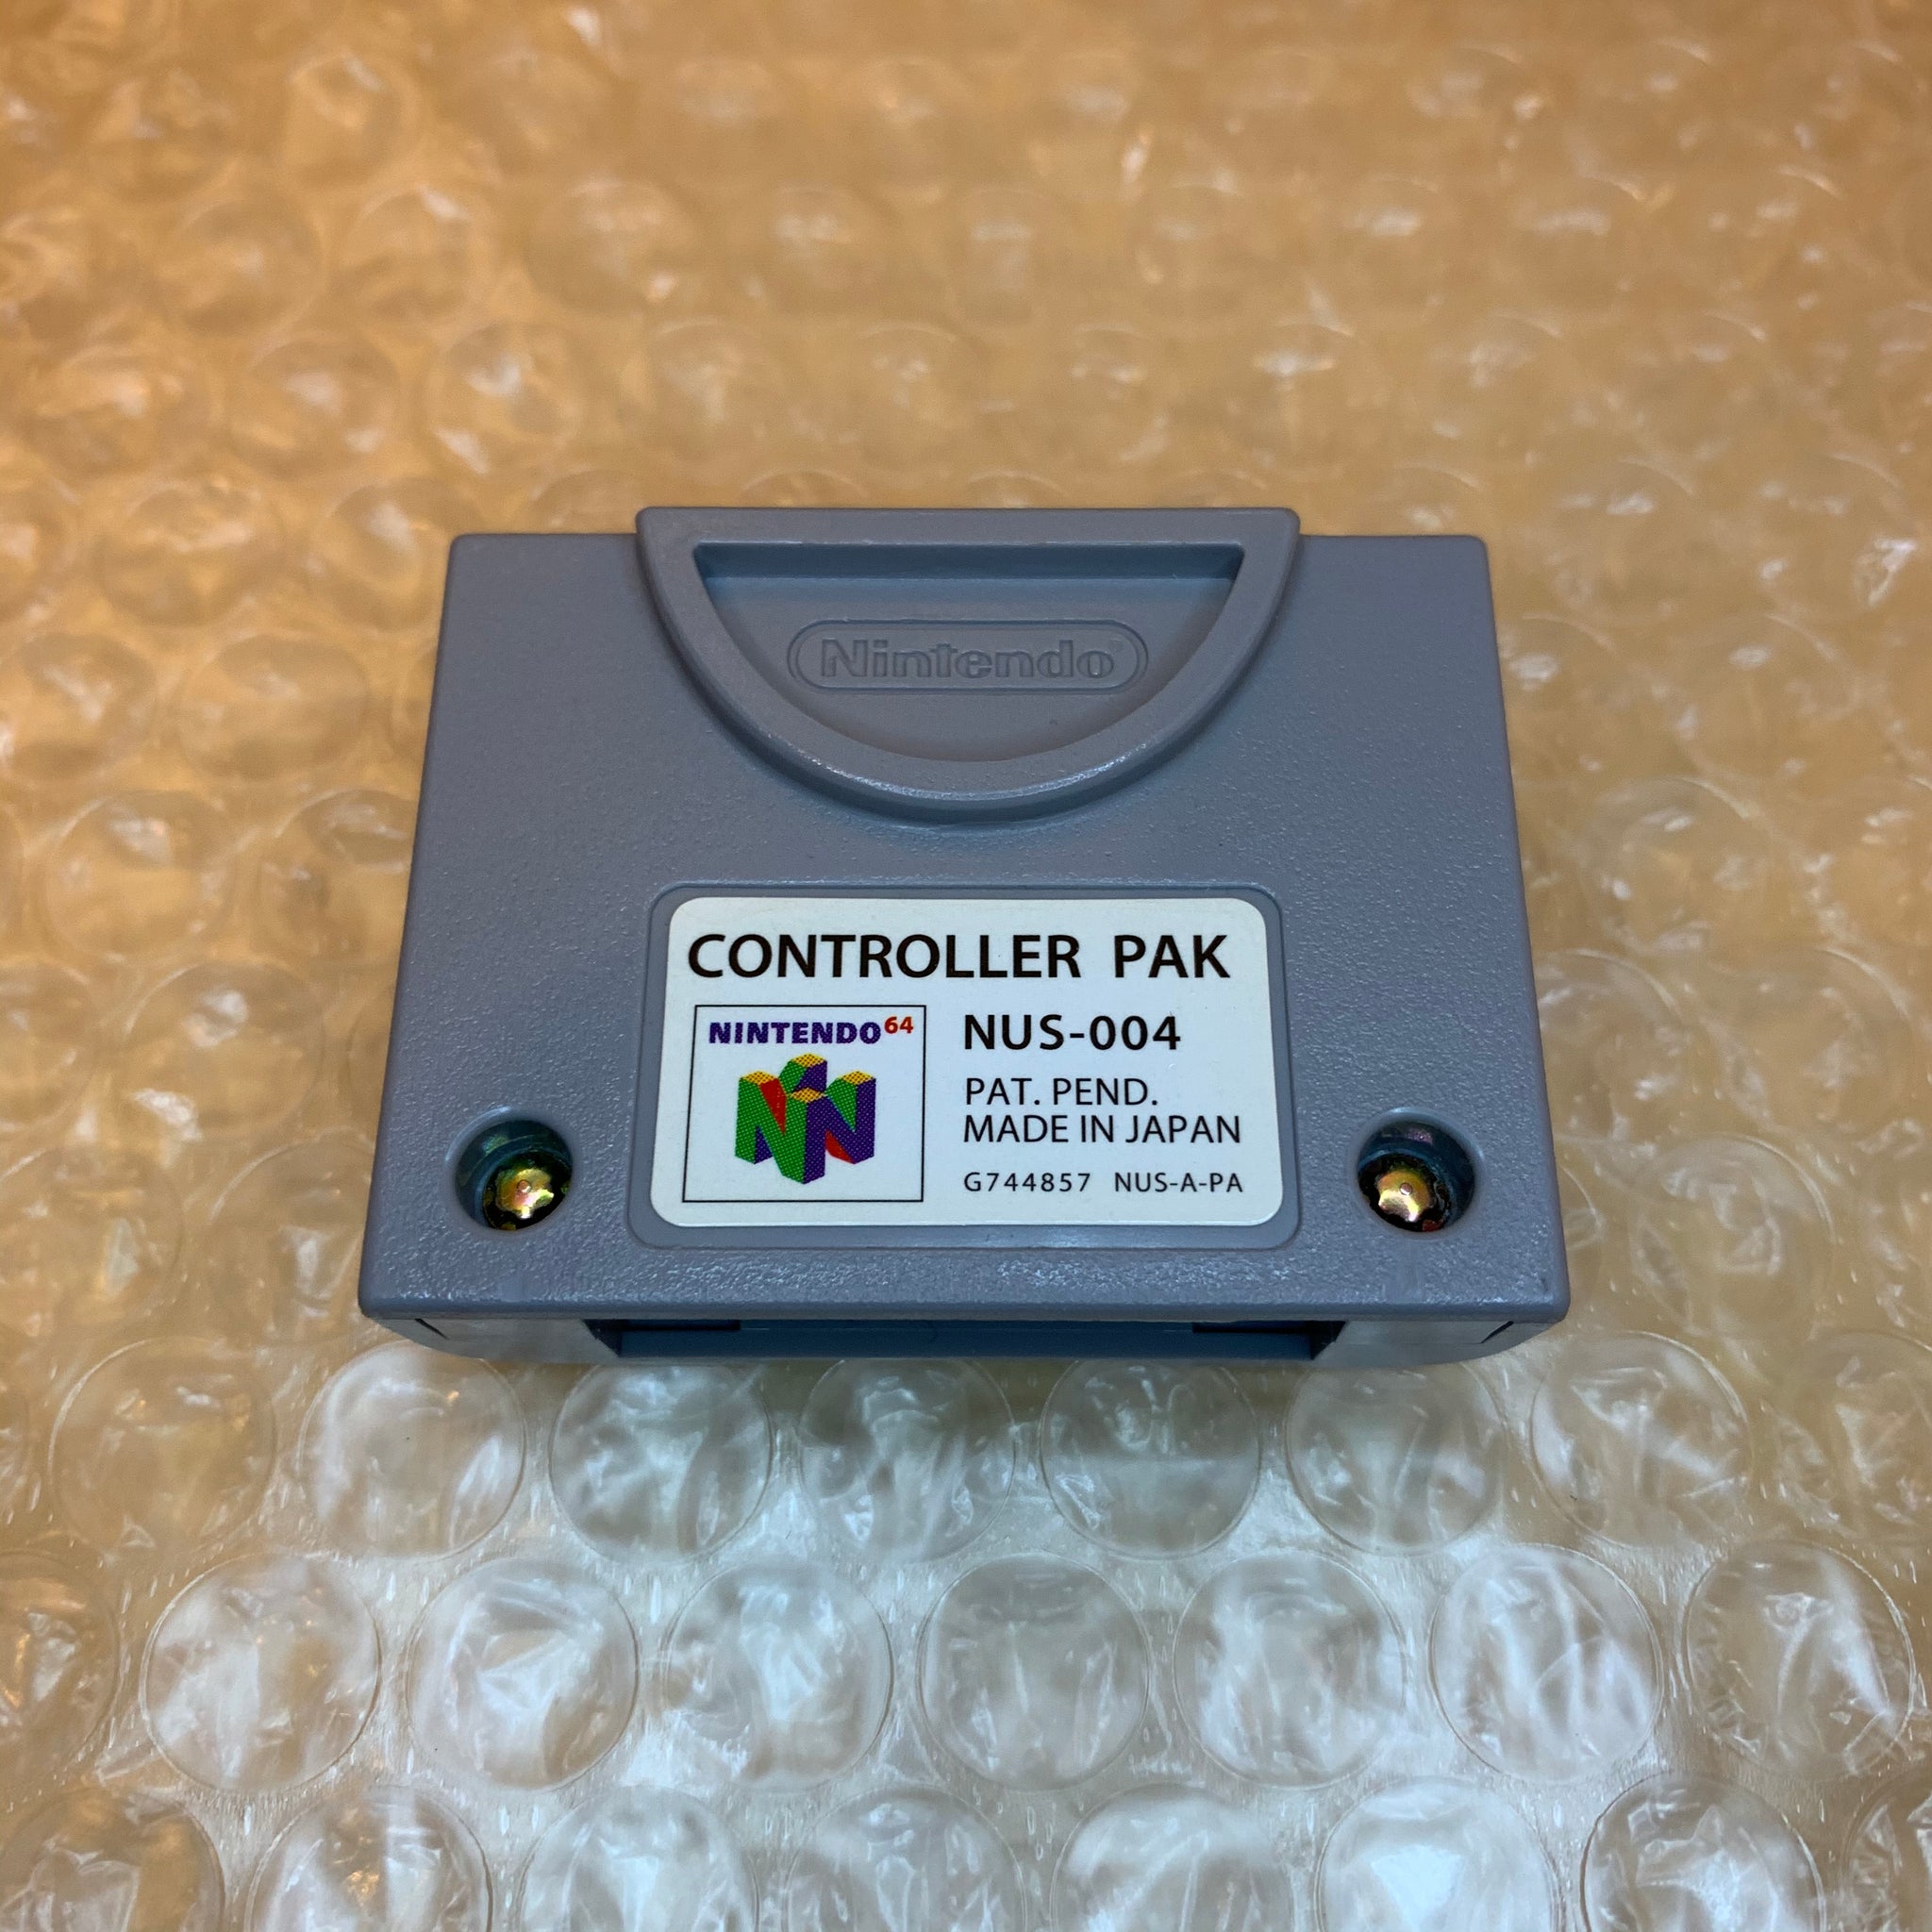 Nintendo®
CONTROLLER PAK
NINTENDO64
NUS-004
PAT. PEND.
MADE IN JAPAN
G744857 NUS-A-PA